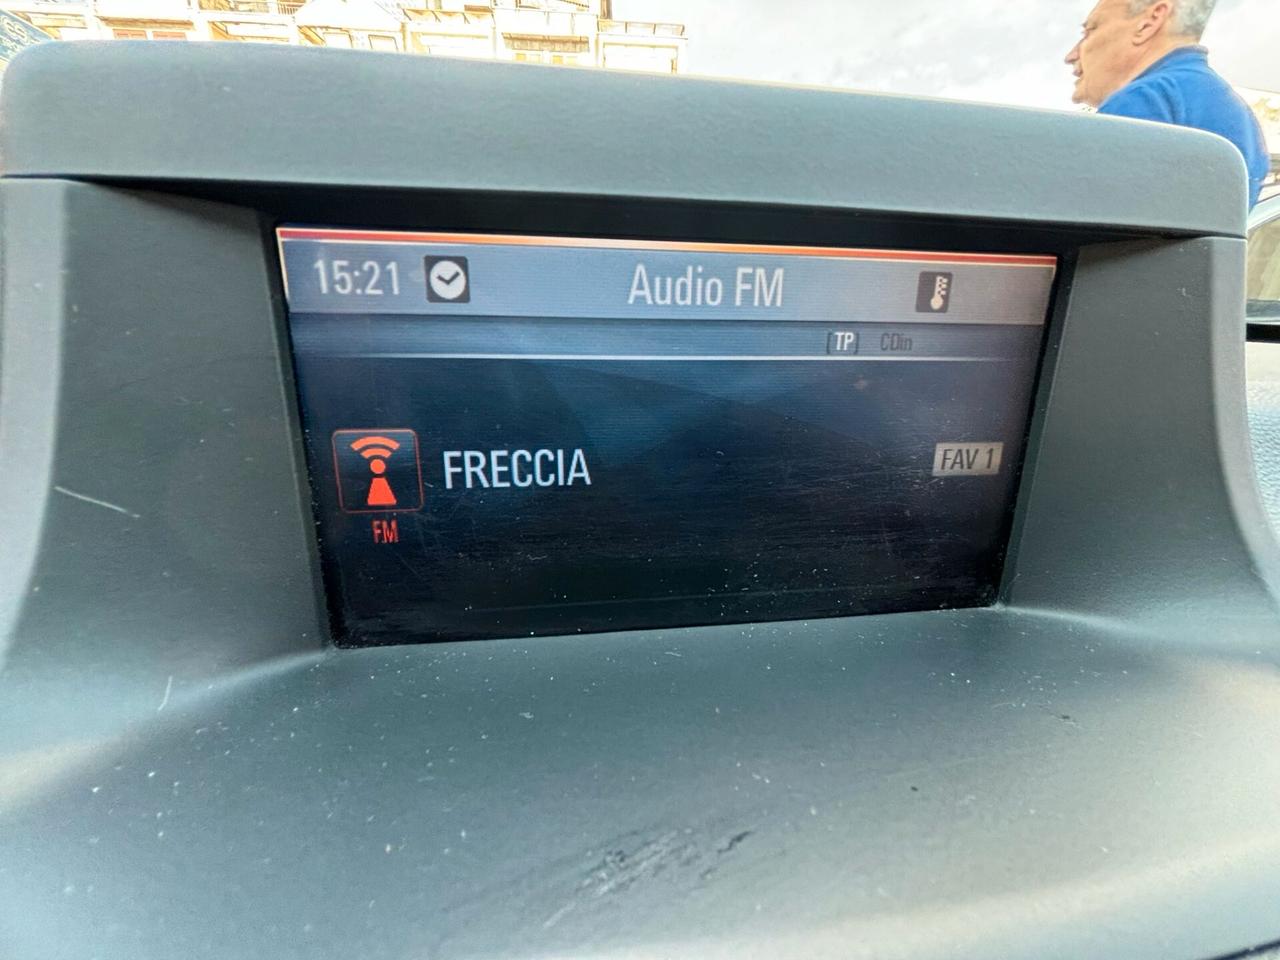 15:21 Audio FM
[TP] CDin
FRECCIA FAV 1
FM